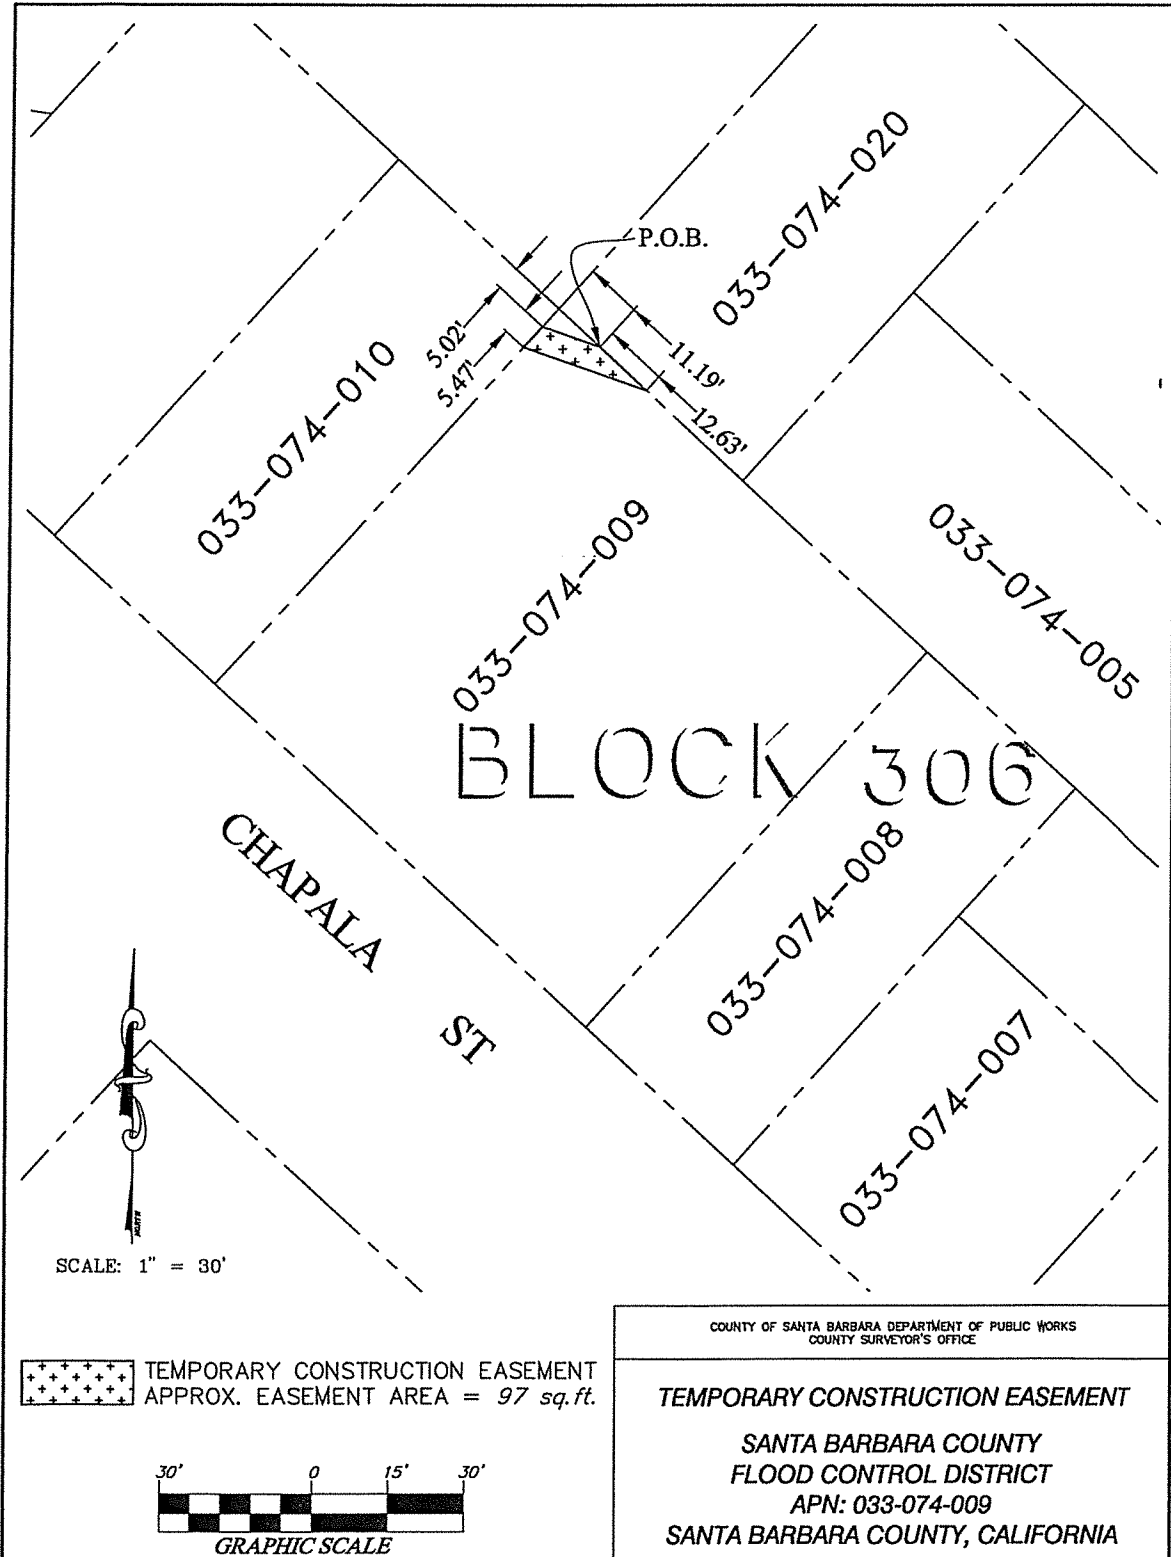 033-074-020
P.O.B.
5.02'
5.47'
11.19'
12.63'
033-074-010
033-074-009
033-074-005
BLOCK 306
033-074-008
CHAPALA
ST
033-074-007
NORTH
SCALE: 1" = 30'
TEMPORARY CONSTRUCTION EASEMENT
APPROX. EASEMENT AREA = 97 sq.ft.
30' 0 15' 30'
GRAPHIC SCALE
COUNTY OF SANTA BARBARA DEPARTMENT OF PUBLIC WORKS
COUNTY SURVEYOR'S OFFICE
TEMPORARY CONSTRUCTION EASEMENT
SANTA BARBARA COUNTY
FLOOD CONTROL DISTRICT
APN: 033-074-009
SANTA BARBARA COUNTY, CALIFORNIA